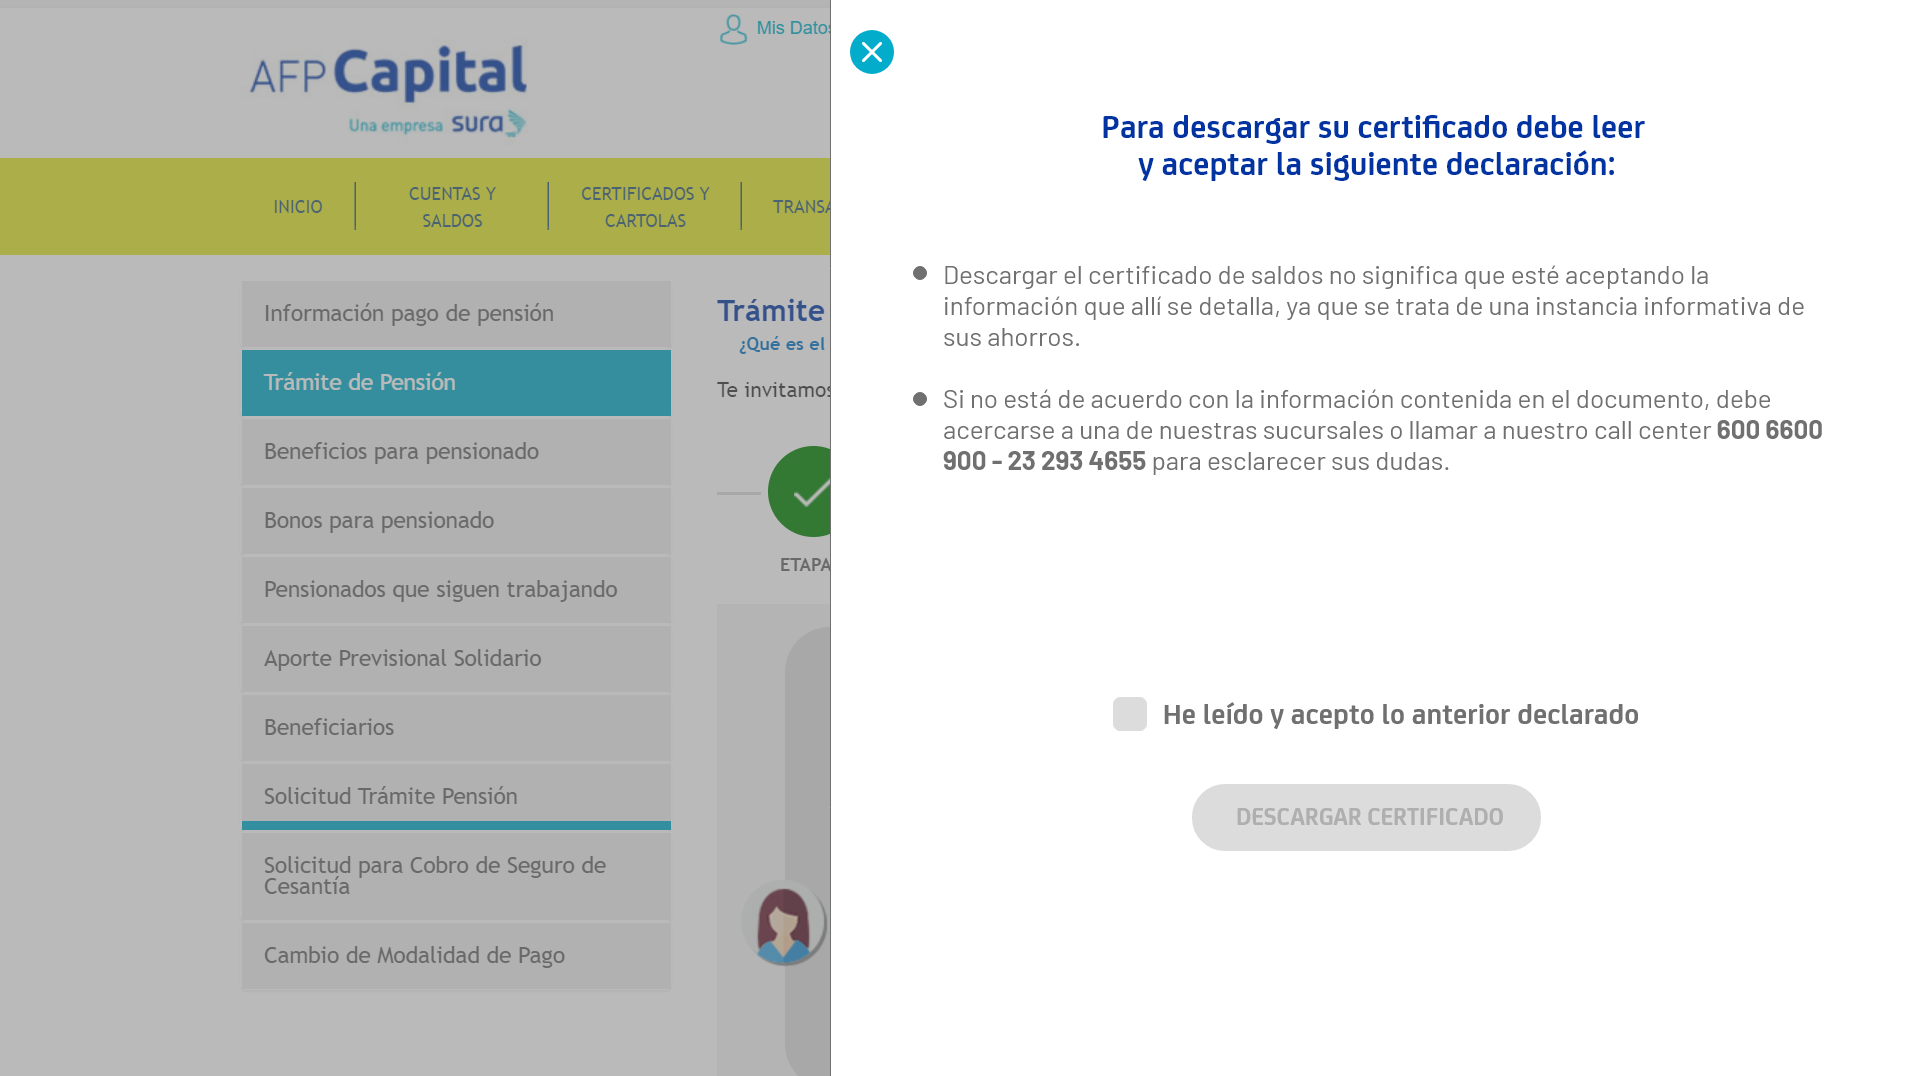 Mis Datos
AFP Capital
Una empresa sura
INICIO
CUENTAS Y
SALDOS
CERTIFICADOS Y
CARTOLAS
Información pago de pensión
Trámite de Pensión
Beneficios para pensionado
Bonos para pensionado
Pensionados que siguen trabajando
Aporte Previsional Solidario
Beneficiarios
Solicitud Trámite Pensión
Solicitud para Cobro de Seguro de
Cesantía
Cambio de Modalidad de Pago
Trámite
¿Qué es el
Te invitamos
ETAPA
Para descargar su certificado debe leer
y aceptar la siguiente declaración:
Descargar el certificado de saldos no significa que esté aceptando la
información que allí se detalla, ya que se trata de una instancia informativa de
sus ahorros.
Si no está de acuerdo con la información contenida en el documento, debe
acercarse a una de nuestras sucursales o llamar a nuestro call center 600 6600
900 - 23 293 4655 para esclarecer sus dudas.
He leído y acepto lo anterior declarado
DESCARGAR CERTIFICADO